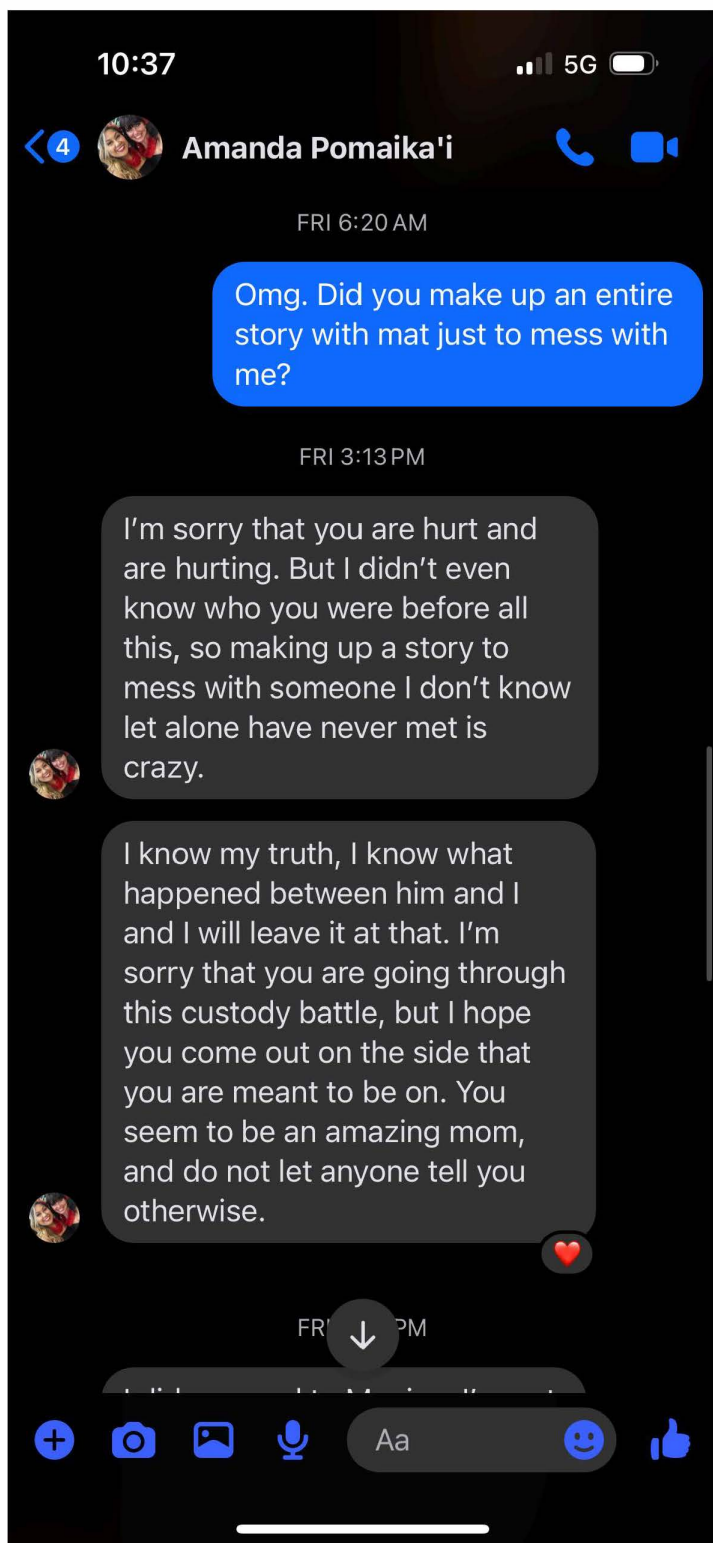 10:37
5G
4
Amanda Pomaika'i
FRI 6:20 AM
Omg. Did you make up an entire
story with mat just to mess with
me?
FRI 3:13 PM
I’m sorry that you are hurt and
are hurting. But I didn’t even
know who you were before all
this, so making up a story to
mess with someone I don’t know
let alone have never met is
crazy.
I know my truth, I know what
happened between him and I
and I will leave it at that. I’m
sorry that you are going through
this custody battle, but I hope
you come out on the side that
you are meant to be on. You
seem to be an amazing mom,
and do not let anyone tell you
otherwise.
PM
Aa